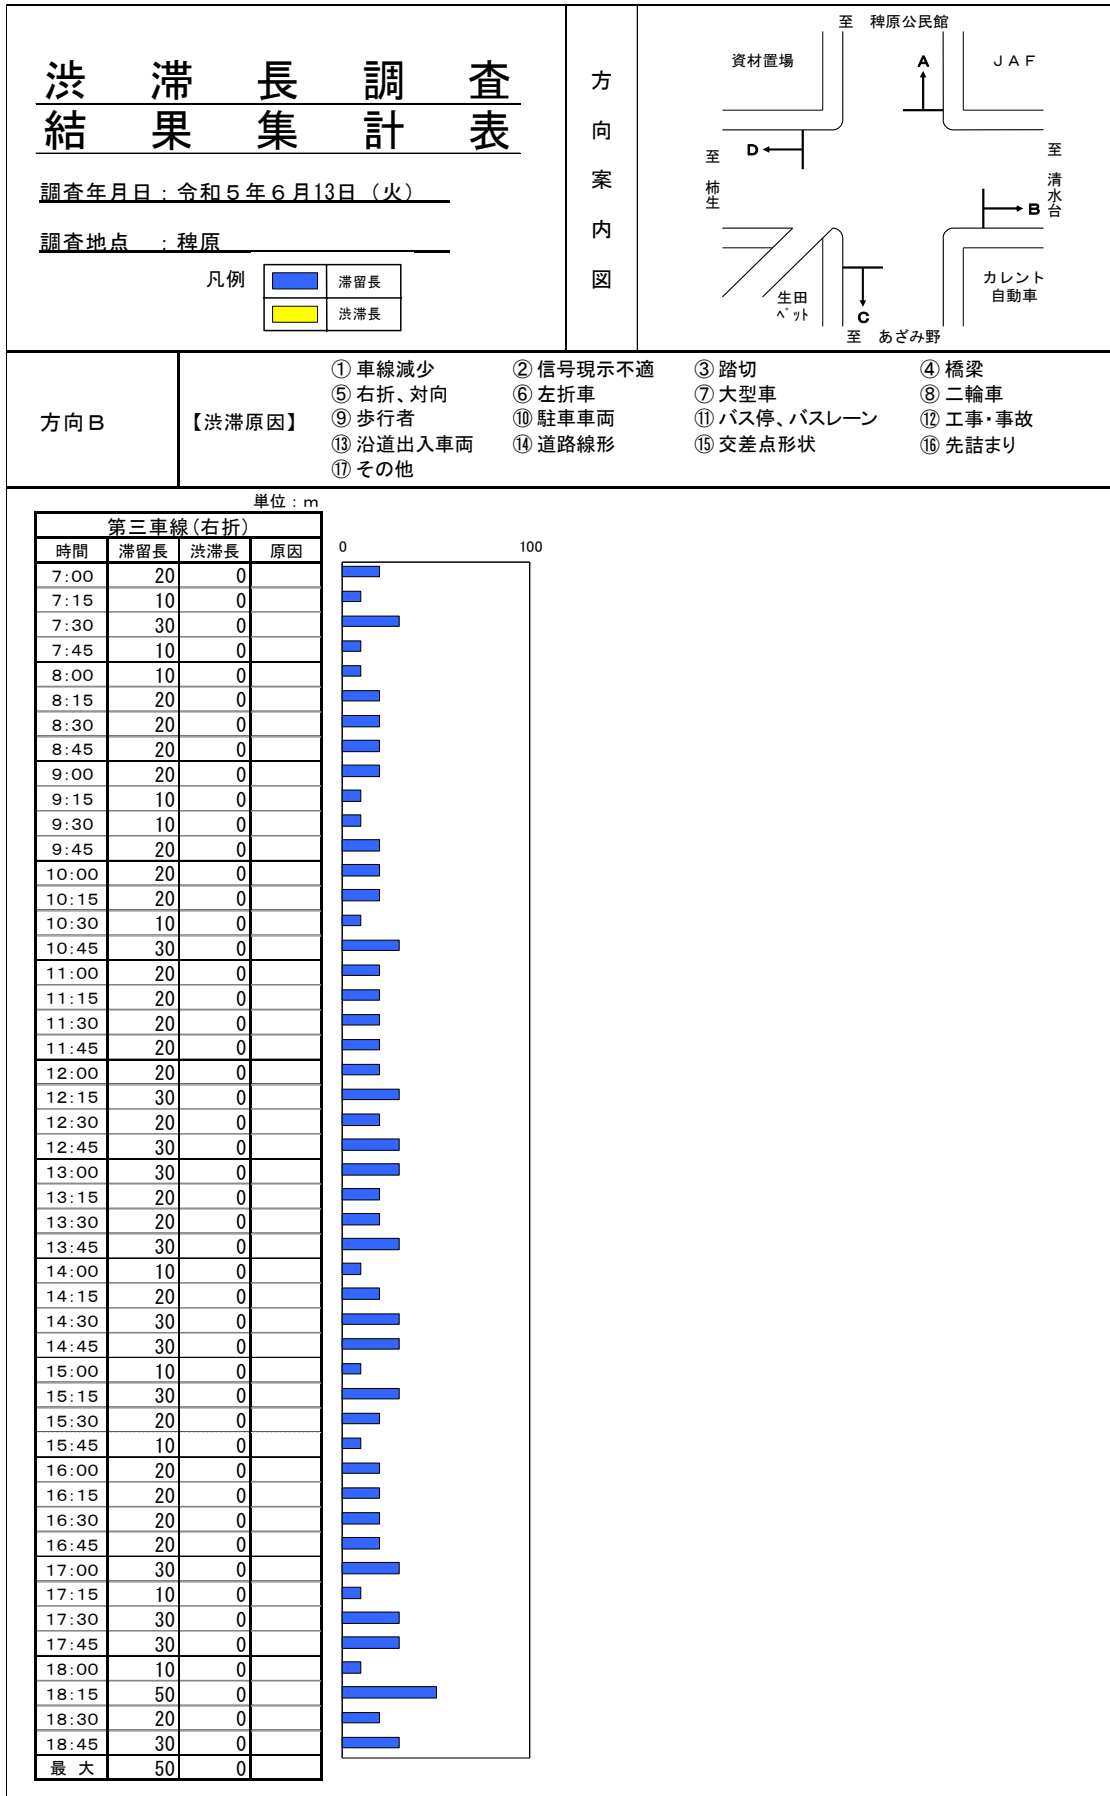 渋滞長調査
結果集計表
調査年月日：令和５年６月13日（火）
調査地点　：稗原
凡例
滞留長
渋滞長
方向案内図
至　稗原公民館
資材置場
A
ＪＡＦ
至　柿生
D
至　清水台
B
生田
ペット
C
カレント
自動車
至　あざみ野
方向Ｂ
【渋滞原因】
① 車線減少　② 信号現示不適　③ 踏切　④ 橋梁
⑤ 右折、対向　⑥ 左折車　⑦ 大型車　⑧ 二輪車
⑨ 歩行者　⑩ 駐車車両　⑪ バス停、バスレーン　⑫ 工事・事故
⑬ 沿道出入車両　⑭ 道路線形　⑮ 交差点形状　⑯ 先詰まり
⑰ その他
単位：ｍ
第三車線(右折)
時間 滞留長 渋滞長 原因
0 100
7:00 20 0
7:15 10 0
7:30 30 0
7:45 10 0
8:00 10 0
8:15 20 0
8:30 20 0
8:45 20 0
9:00 20 0
9:15 10 0
9:30 10 0
9:45 20 0
10:00 20 0
10:15 20 0
10:30 10 0
10:45 30 0
11:00 20 0
11:15 20 0
11:30 20 0
11:45 20 0
12:00 20 0
12:15 30 0
12:30 20 0
12:45 30 0
13:00 30 0
13:15 20 0
13:30 20 0
13:45 30 0
14:00 10 0
14:15 20 0
14:30 30 0
14:45 30 0
15:00 10 0
15:15 30 0
15:30 20 0
15:45 10 0
16:00 20 0
16:15 20 0
16:30 20 0
16:45 20 0
17:00 30 0
17:15 10 0
17:30 30 0
17:45 30 0
18:00 10 0
18:15 50 0
18:30 20 0
18:45 30 0
最 大 50 0